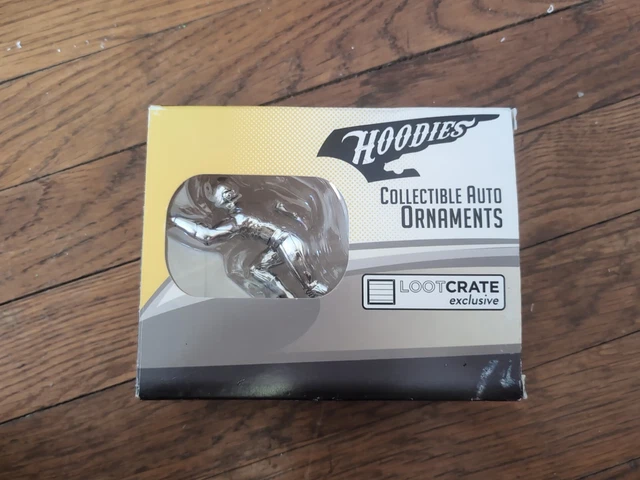 HOODIES
COLLECTIBLE AUTO
ORNAMENTS
LOOTCRATE
exclusive